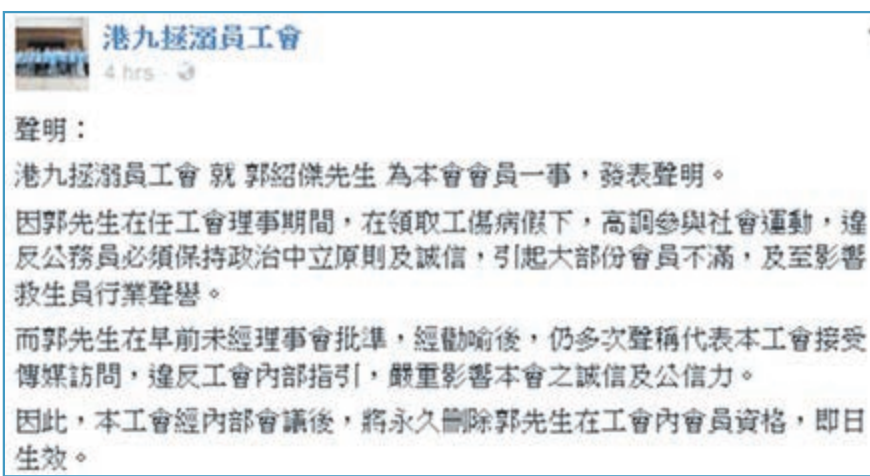 港九拯溺員工會
4 hrs
聲明：
港九拯溺員工會 就 郭紹傑先生 為本會會員一事，發表聲明。
因郭先生在任工會理事期間，在領取工傷病假下，高調參與社會運動，違
反公務員必須保持政治中立原則及誠信，引起大部份會員不滿，及至影響
救生員行業聲譽。
而郭先生在早前未經理事會批準，經勸喻後，仍多次聲稱代表本工會接受
傳媒訪問，違反工會內部指引，嚴重影響本會之誠信及公信力。
因此，本工會經內部會議後，將永久刪除郭先生在工會內會員資格，即日
生效。